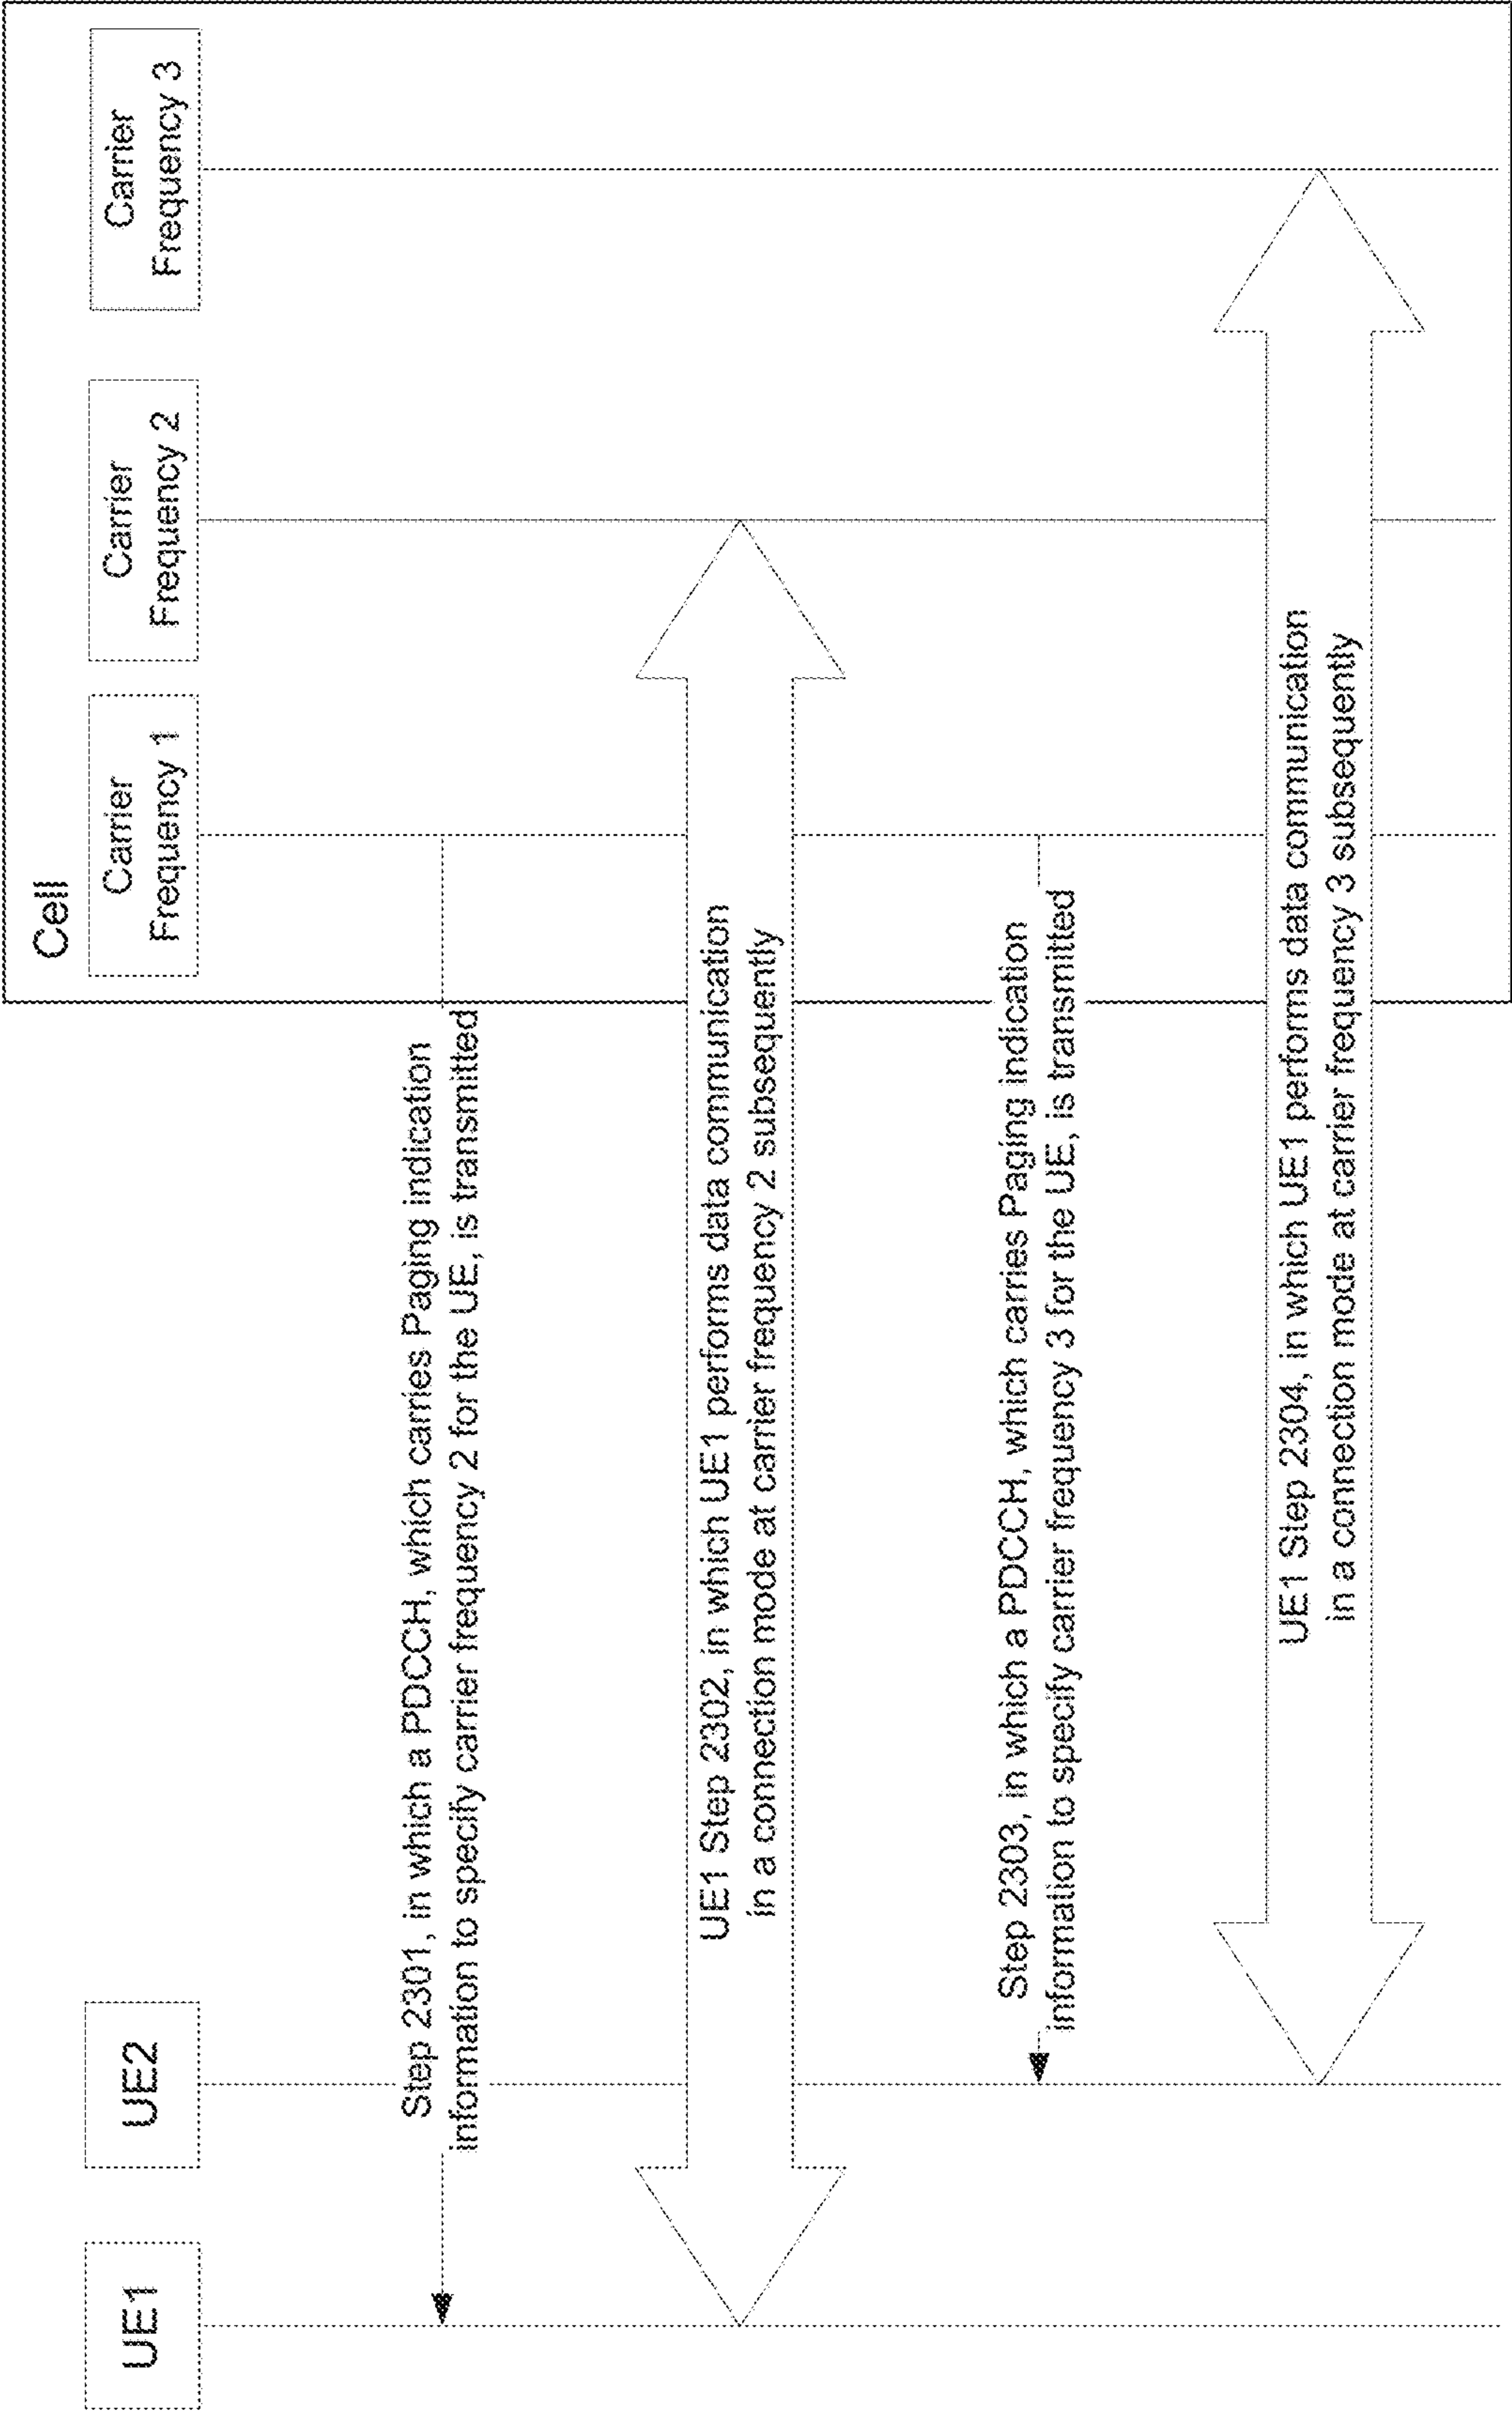 UE1
UE2
Cell
Carrier
Frequency 1
Carrier
Frequency 2
Carrier
Frequency 3
Step 2301, in which a PDCCH, which carries Paging indication
information to specify carrier frequency 2 for the UE, is transmitted
UE1 Step 2302, in which UE1 performs data communication
in a connection mode at carrier frequency 2 subsequently
Step 2303, in which a PDCCH, which carries Paging indication
information to specify carrier frequency 3 for the UE, is transmitted
UE1 Step 2304, in which UE1 performs data communication
in a connection mode at carrier frequency 3 subsequently